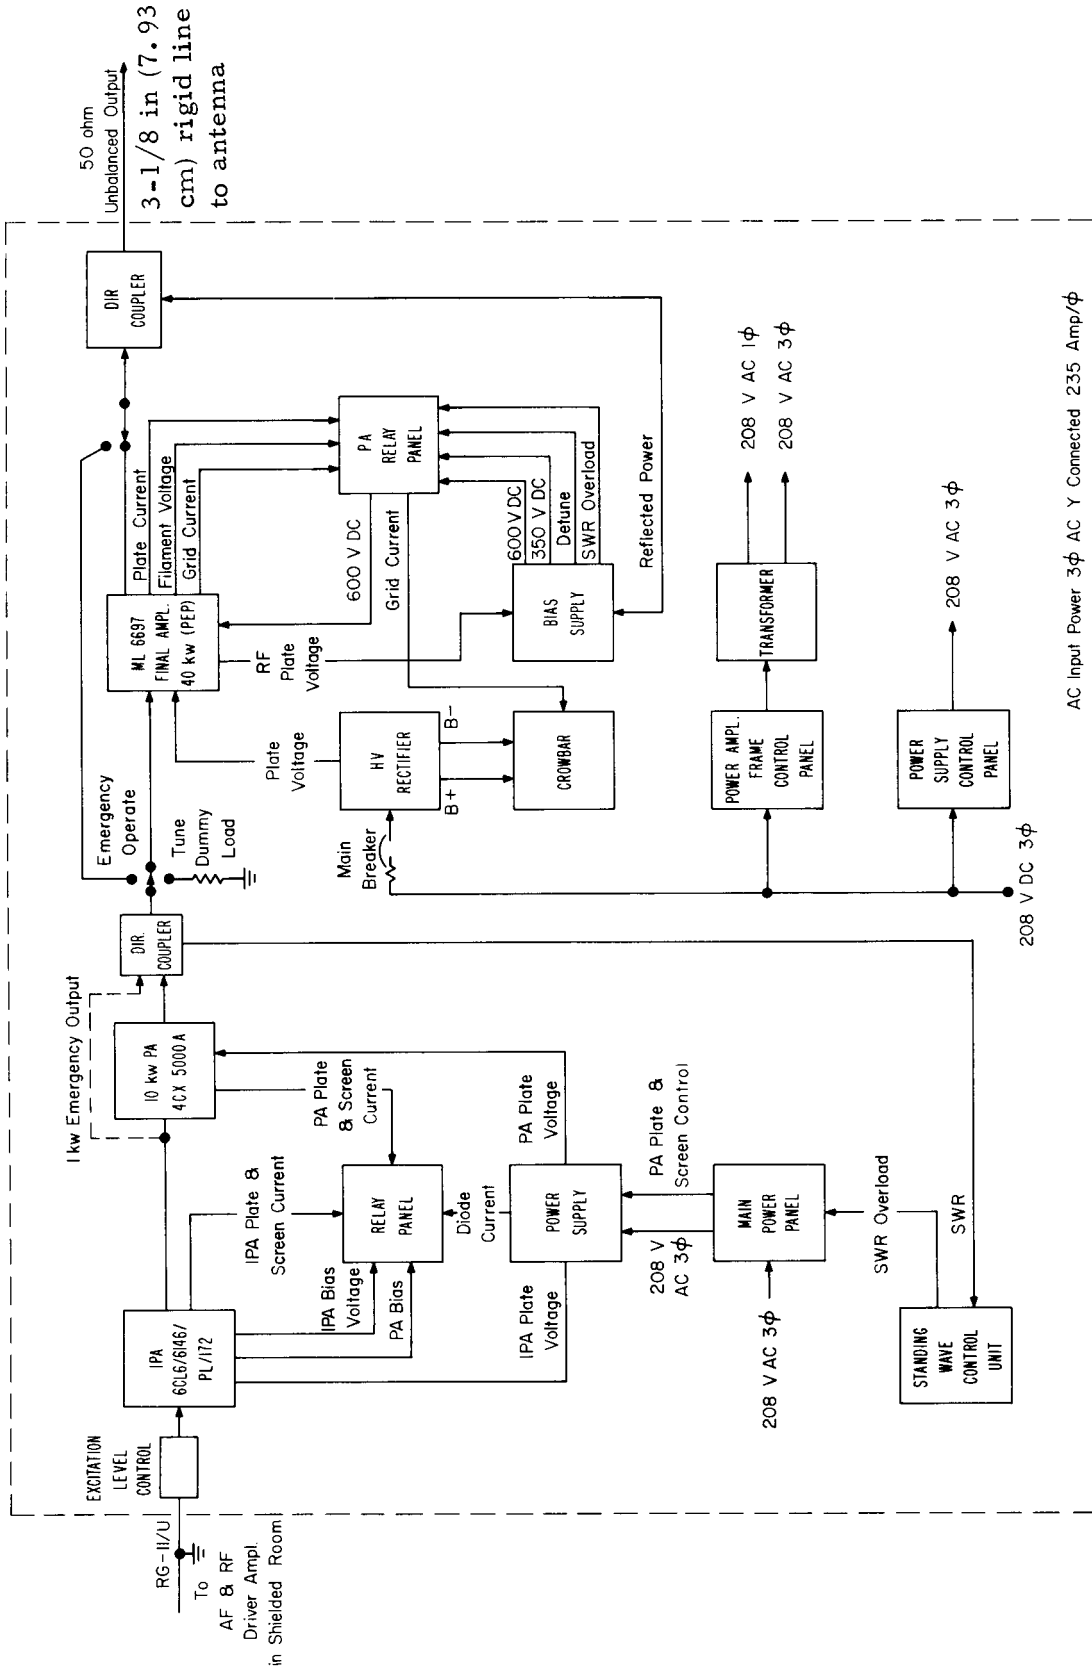 50 ohm
Unbalanced Output
3-1/8 in (7.93
cm) rigid line
to antenna
DIR
COUPLER
Emergency
Operate
Tune
Dummy
Load
1 kw Emergency Output
DIR.
COUPLER
10 kw PA
4CX 5000A
IPA
6CL6/6146/
PL/172
EXCITATION
LEVEL
CONTROL
RG-11/U
To
AF & RF
Driver Ampl.
in Shielded Room
ML 6697
FINAL AMPL.
40 kw (PEP)
Plate Current
Filament Voltage
Grid Current
PA
RELAY
PANEL
600 V DC
Grid Current
RF
Plate
Voltage
Plate
Voltage
600 V DC
350 V DC
Detune
SWR Overload
BIAS
SUPPLY
Reflected Power
HV
RECTIFIER
B+
B-
CROWBAR
Main
Breaker
IPA Plate &
Screen Current
PA Plate
& Screen
Current
IPA Bias
Voltage
PA Bias
RELAY
PANEL
Diode
Current
IPA Plate
Voltage
PA Plate
Voltage
POWER
SUPPLY
208 V
AC 3ϕ
PA Plate &
Screen Control
MAIN
POWER
PANEL
208 V AC 3ϕ
SWR Overload
SWR
STANDING
WAVE
CONTROL
UNIT
POWER AMPL.
FRAME
CONTROL
PANEL
TRANSFORMER
208 V AC 1ϕ
208 V AC 3ϕ
POWER
SUPPLY
CONTROL
PANEL
208 V AC 3ϕ
208 V DC 3ϕ
AC Input Power 3ϕ AC Y Connected 235 Amp/ϕ